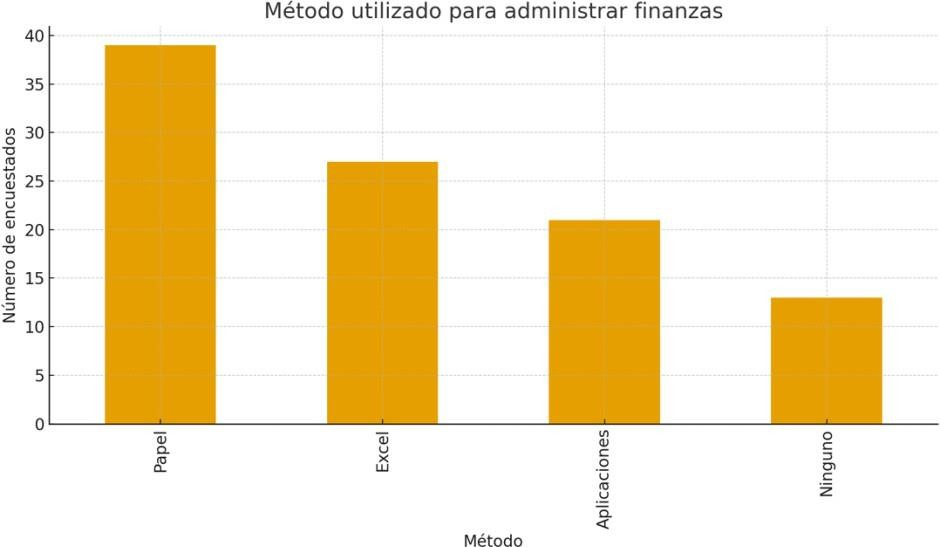 Método utilizado para administrar finanzas
Número de encuestados
40
35
30
25
20
15
10
5
0
Papel
Excel
Aplicaciones
Ninguno
Método